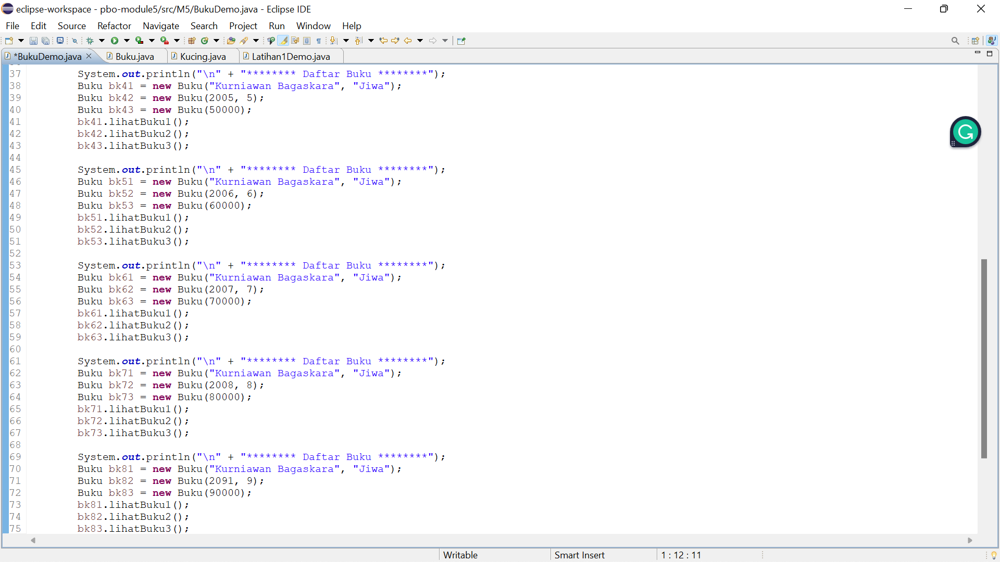 eclipse-workspace - pbo-module5/src/M5/BukuDemo.java - Eclipse IDE
File Edit Source Refactor Navigate Search Project Run Window Help
*BukuDemo.java Buku.java Kucing.java Latihan1Demo.java
37 System.out.println("\n" + "******** Daftar Buku ********");
38 Buku bk41 = new Buku("Kurniawan Bagaskara", "Jiwa");
39 Buku bk42 = new Buku(2005, 5);
40 Buku bk43 = new Buku(50000);
41 bk41.lihatBuku1();
42 bk42.lihatBuku2();
43 bk43.lihatBuku3();
44
45 System.out.println("\n" + "******** Daftar Buku ********");
46 Buku bk51 = new Buku("Kurniawan Bagaskara", "Jiwa");
47 Buku bk52 = new Buku(2006, 6);
48 Buku bk53 = new Buku(60000);
49 bk51.lihatBuku1();
50 bk52.lihatBuku2();
51 bk53.lihatBuku3();
52
53 System.out.println("\n" + "******** Daftar Buku ********");
54 Buku bk61 = new Buku("Kurniawan Bagaskara", "Jiwa");
55 Buku bk62 = new Buku(2007, 7);
56 Buku bk63 = new Buku(70000);
57 bk61.lihatBuku1();
58 bk62.lihatBuku2();
59 bk63.lihatBuku3();
60
61 System.out.println("\n" + "******** Daftar Buku ********");
62 Buku bk71 = new Buku("Kurniawan Bagaskara", "Jiwa");
63 Buku bk72 = new Buku(2008, 8);
64 Buku bk73 = new Buku(80000);
65 bk71.lihatBuku1();
66 bk72.lihatBuku2();
67 bk73.lihatBuku3();
68
69 System.out.println("\n" + "******** Daftar Buku ********");
70 Buku bk81 = new Buku("Kurniawan Bagaskara", "Jiwa");
71 Buku bk82 = new Buku(2091, 9);
72 Buku bk83 = new Buku(90000);
73 bk81.lihatBuku1();
74 bk82.lihatBuku2();
75 bk83.lihatBuku3();
Writable Smart Insert 1 : 12 : 11